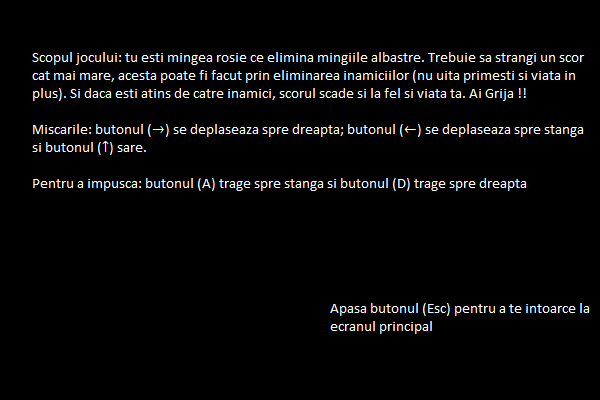 Scopul jocului: tu esti mingea rosie ce elimina mingiile albastre. Trebuie sa strangi un scor
cat mai mare, acesta poate fi facut prin eliminarea inamiciilor (nu uita primesti si viata in
plus). Si daca esti atins de catre inamici, scorul scade si la fel si viata ta. Ai Grija !!
Miscarile: butonul (→) se deplaseaza spre dreapta; butonul (←) se deplaseaza spre stanga
si butonul (↑) sare.
Pentru a impusca: butonul (A) trage spre stanga si butonul (D) trage spre dreapta
Apasa butonul (Esc) pentru a te intoarce la
ecranul principal